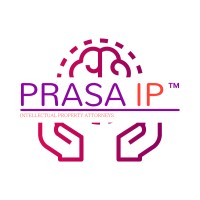 PRASA IP™
INTELLECTUAL PROPERTY ATTORNEYS